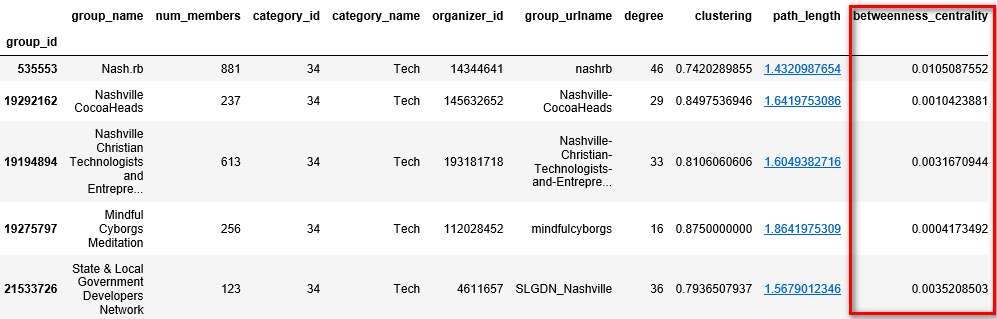 group_name num_members category_id category_name organizer_id group_urlname degree clustering path_length betweenness_centrality
group_id
535553 Nash.rb 881 34 Tech 14344641 nashrb 46 0.7420289855 1.4320987654 0.0105087552
19292162 Nashville CocoaHeads 237 34 Tech 145632652 Nashville-CocoaHeads 29 0.8497536946 1.6419753086 0.0010423881
19194894 Nashville Christian Technologists and Entrepre... 613 34 Tech 193181718 Nashville-Christian-Technologists-and-Entrepre... 33 0.8106060606 1.6049382716 0.0031670944
19275797 Mindful Cyborgs Meditation 256 34 Tech 112028452 mindfulcyborgs 16 0.8750000000 1.8641975309 0.0004173492
21533726 State & Local Government Developers Network 123 34 Tech 4611657 SLGDN_Nashville 36 0.7936507937 1.5679012346 0.0035208503